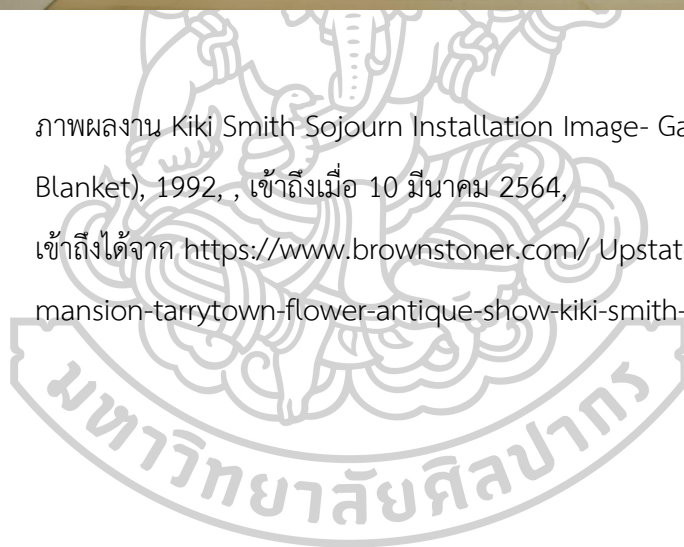 ภาพผลงาน Kiki Smith Sojourn Installation Image- Ga
Blanket), 1992, , เข้าถึงเมื่อ 10 มีนาคม 2564,
เข้าถึงได้จาก https://www.brownstoner.com/ Upstat
mansion-tarrytown-flower-antique-show-kiki-smith-
มหาวิทยาลัยศิลปากร